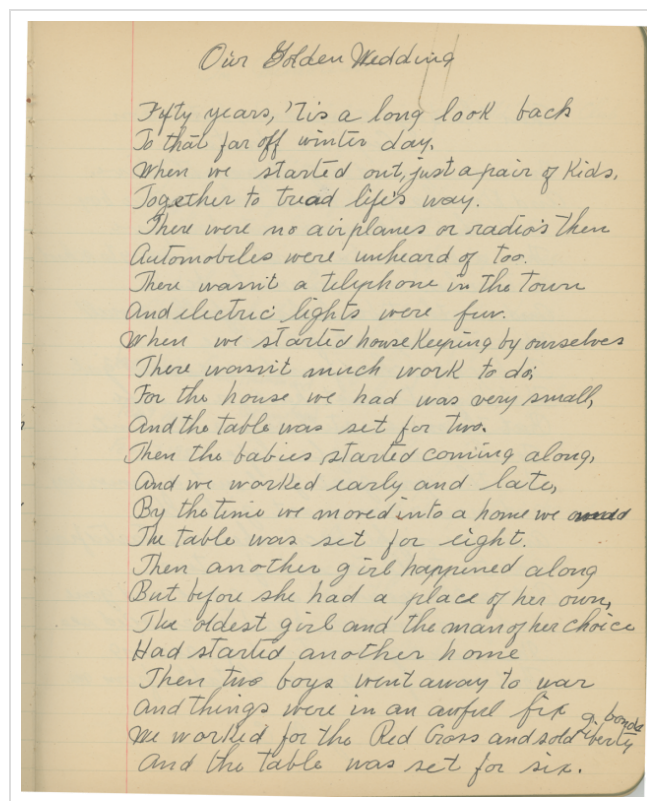 Our Golden Wedding
Fifty years, 'Tis a long look back
To that far off winter day.
When we started out, just a pair of Kids,
Together to tread life's way.
There were no airplanes or radio's then
Automobiles were unheard of too.
There wasn't a telephone in the town
And electric lights were few.
When we started housekeeping by ourselves
There wasn't much work to do;
For the house we had was very small,
And the table was set for two.
Then the babies started coming along,
And we worked early and late,
By the time we moved into a home we owned
The table was set for eight.
Then another girl happened along
But before she had a place of her own,
The oldest girl and the man of her choice
Had started another home
Then two boys went away to war
And things were in an awful fix
We worked for the Red Cross and sold liberty bonds
And the table was set for six.